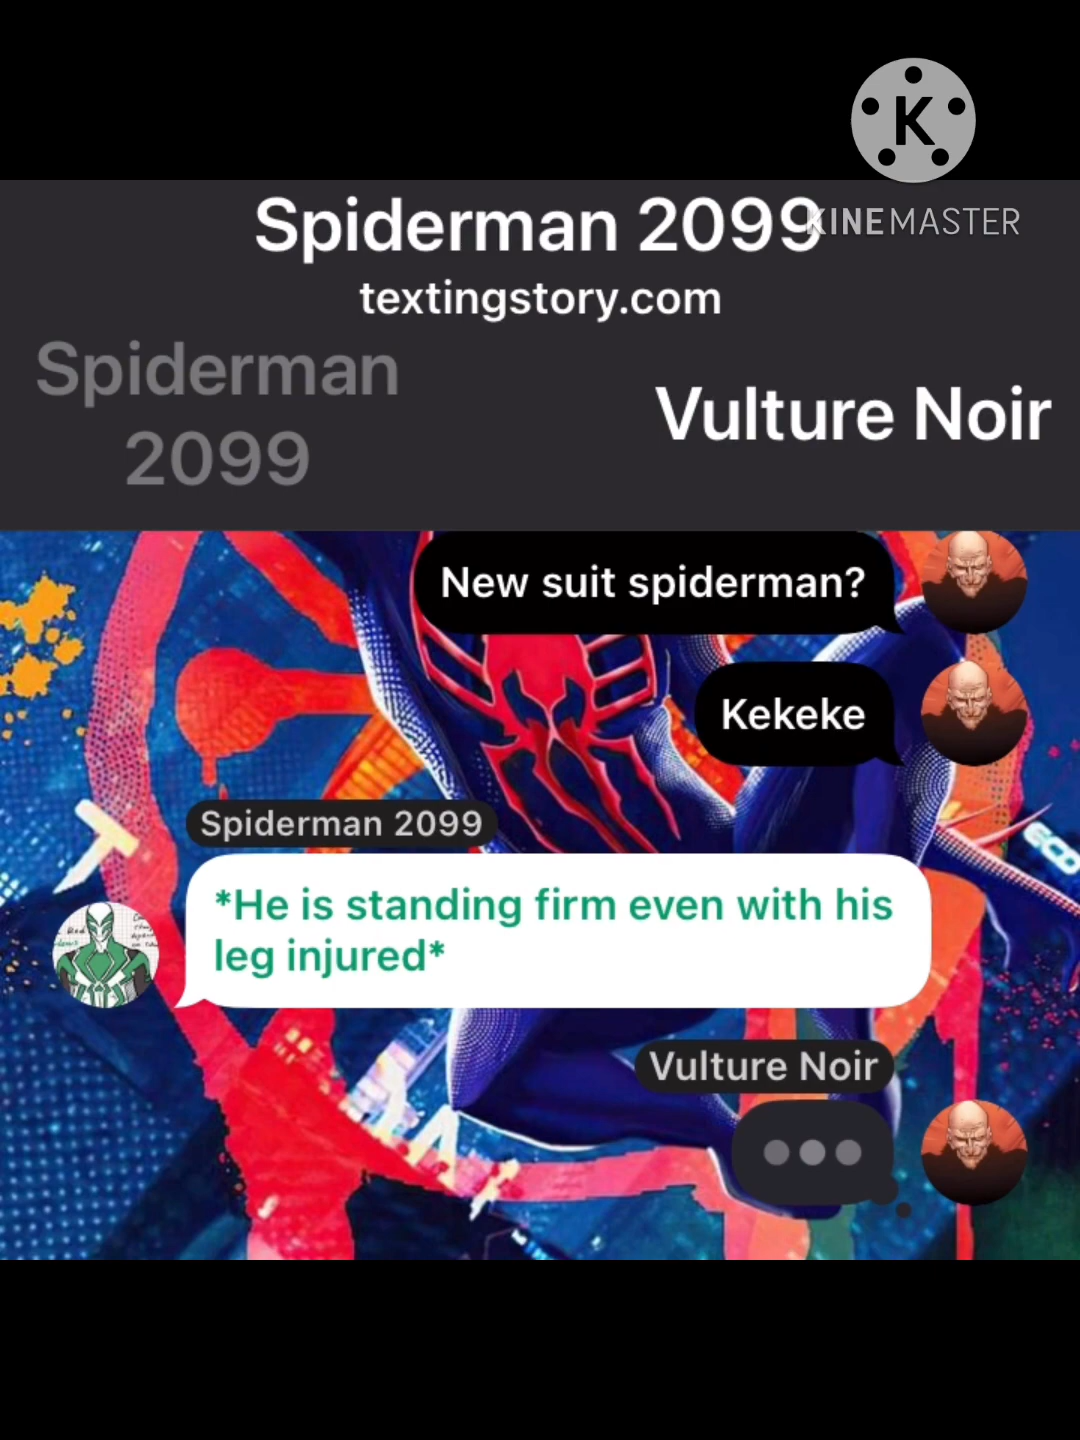 K
KINEMASTER
Spiderman 2099
textingstory.com
Spiderman
2099
Vulture Noir
New suit spiderman?
Kekeke
Spiderman 2099
*He is standing firm even with his
leg injured*
Vulture Noir